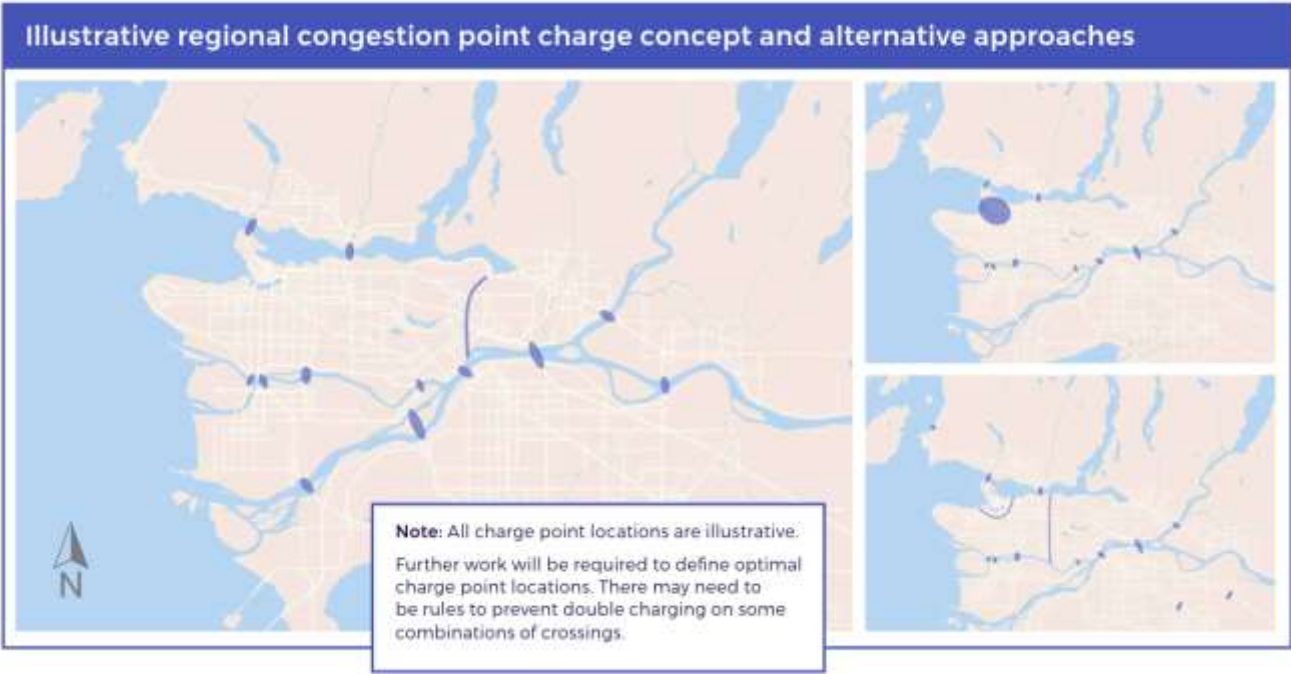 Illustrative regional congestion point charge concept and alternative approaches
N
Note: All charge point locations are illustrative.
Further work will be required to define optimal
charge point locations. There may need to
be rules to prevent double charging on some
combinations of crossings.